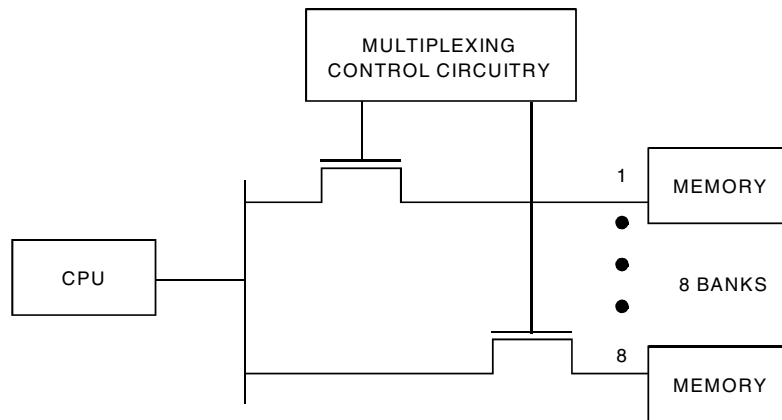 MULTIPLEXING
CONTROL CIRCUITRY
1
MEMORY
CPU
8 BANKS
8
MEMORY